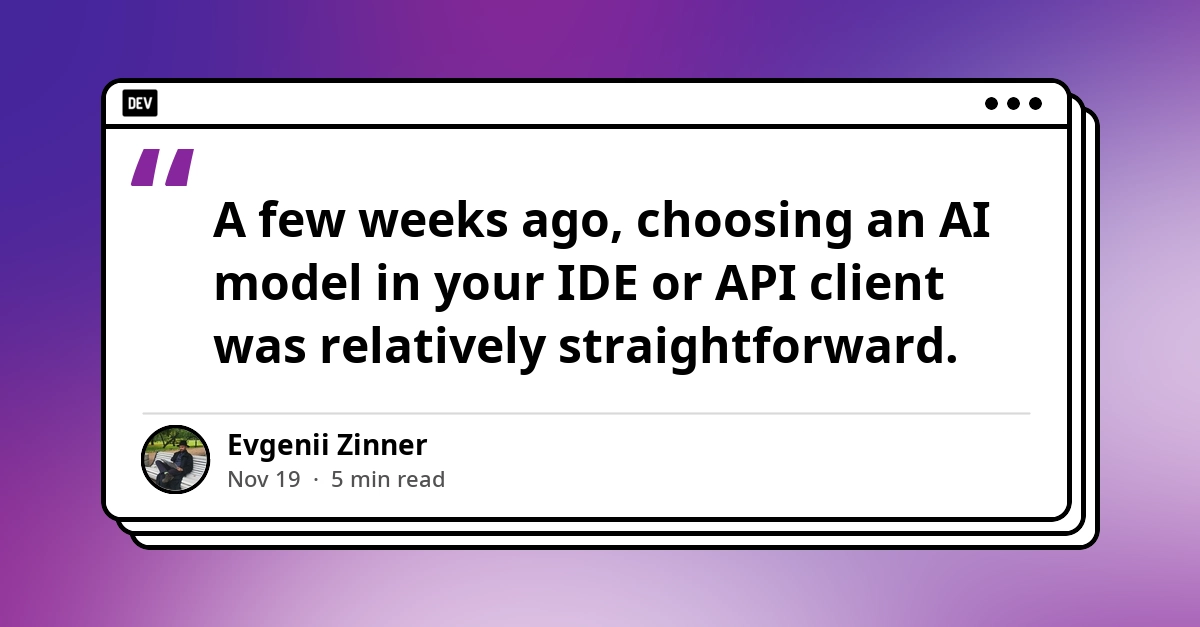 DEV
“
A few weeks ago, choosing an AI
model in your IDE or API client
was relatively straightforward.
Evgenii Zinner
Nov 19 · 5 min read